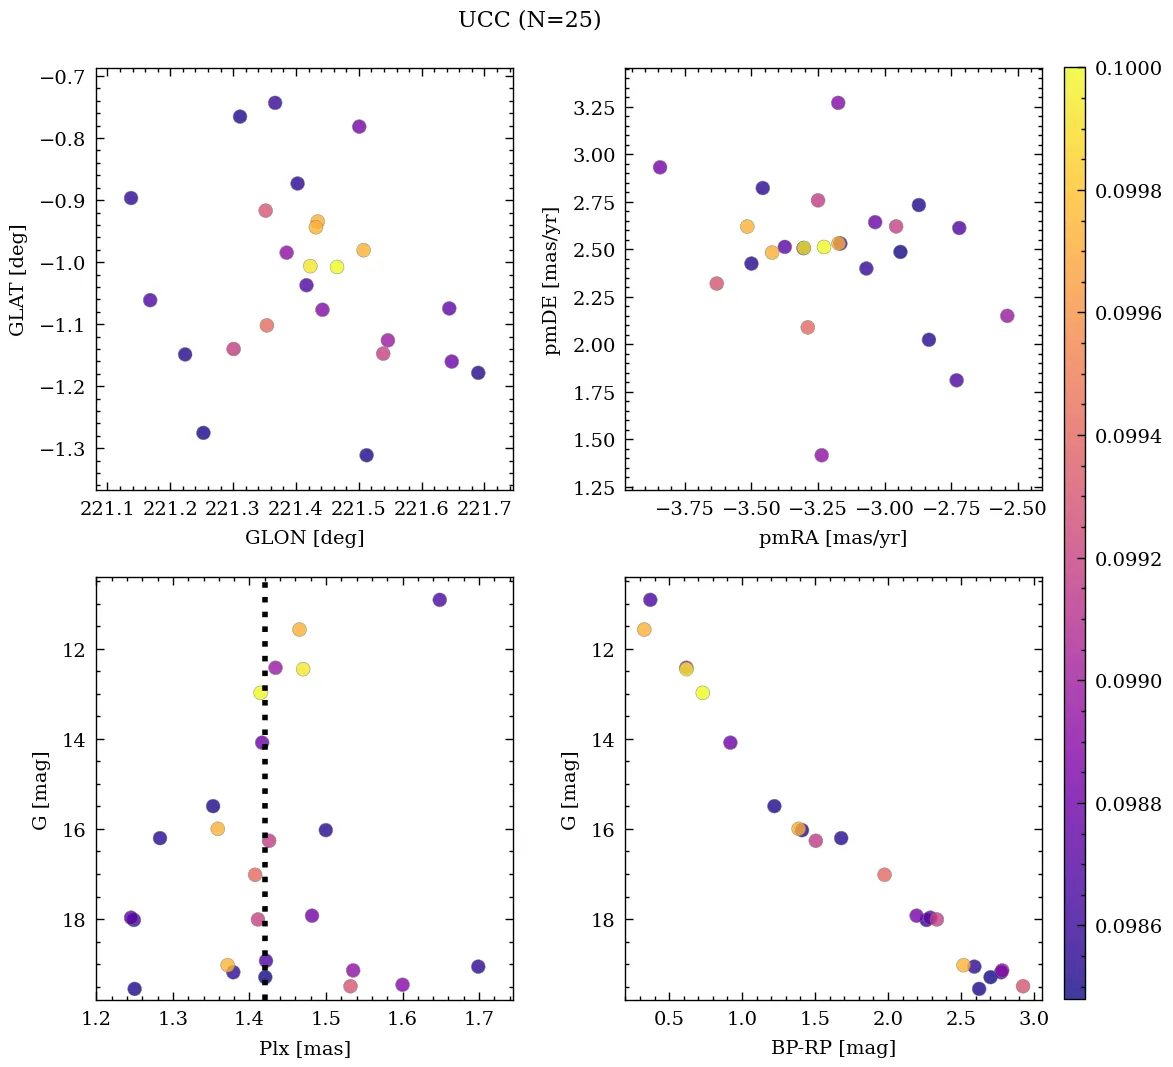 UCC (N=25)
−0.7
−0.8
−0.9
−1.0
−1.1
−1.2
−1.3
GLAT [deg]
221.1 221.2 221.3 221.4 221.5 221.6 221.7
GLON [deg]
3.25
3.00
2.75
2.50
2.25
2.00
1.75
1.50
1.25
pmDE [mas/yr]
−3.75 −3.50 −3.25 −3.00 −2.75 −2.50
pmRA [mas/yr]
12
14
16
18
G [mag]
1.2 1.3 1.4 1.5 1.6 1.7
Plx [mas]
12
14
16
18
G [mag]
0.5 1.0 1.5 2.0 2.5 3.0
BP-RP [mag]
0.1000
0.0998
0.0996
0.0994
0.0992
0.0990
0.0988
0.0986